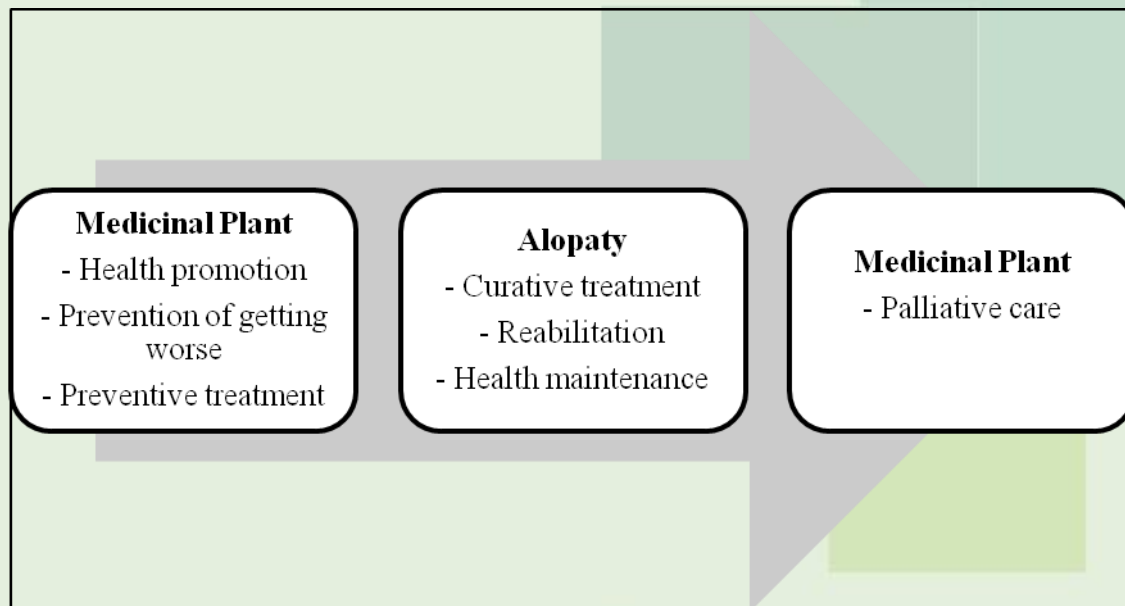 Medicinal Plant
- Health promotion
- Prevention of getting
worse
- Preventive treatment
Alopaty
- Curative treatment
- Reabilitation
- Health maintenance
Medicinal Plant
- Palliative care